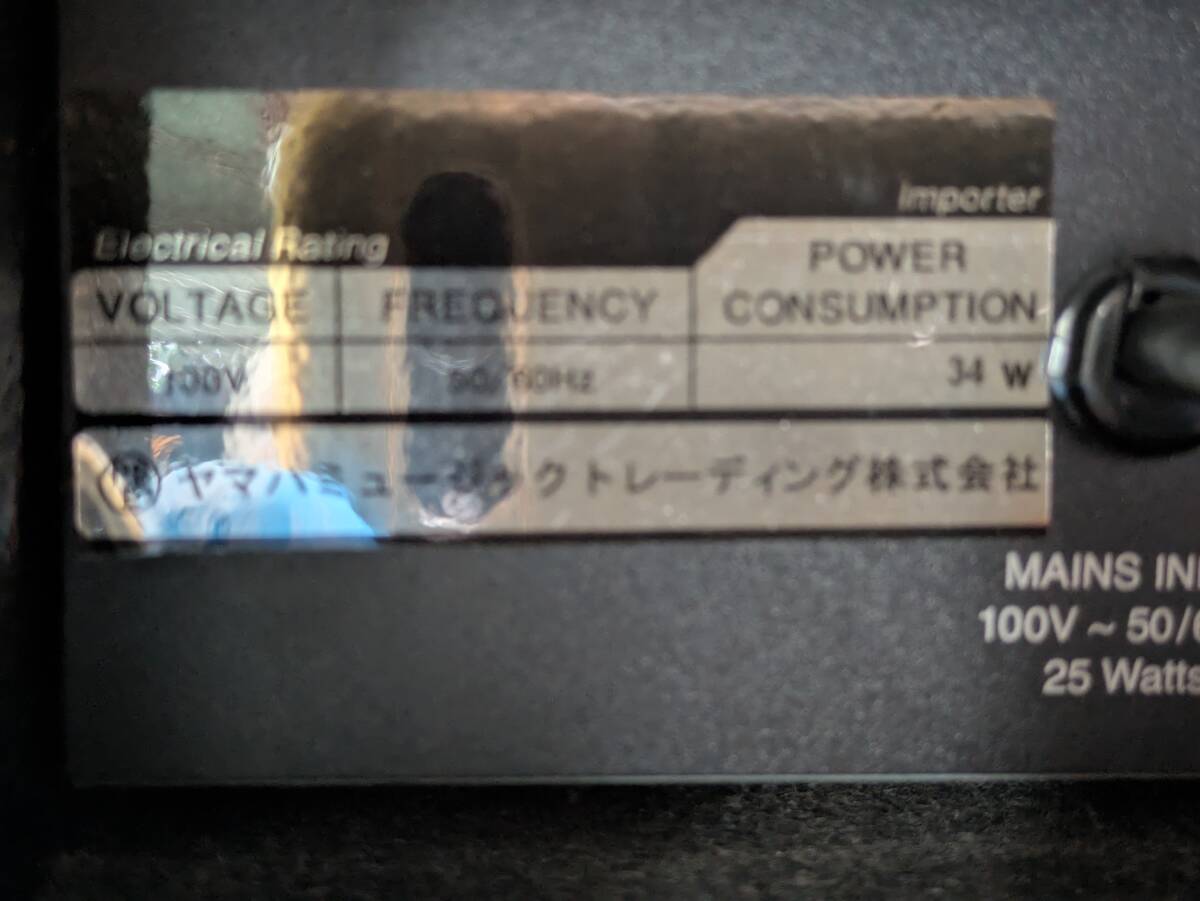 Importer
Electrical Rating
VOLTAGE FREQUENCY POWER CONSUMPTION
100V 50/60Hz 34 W
ヤマハミュージックトレーディング株式会社
MAINS IN
100V ~ 50/6
25 Watts